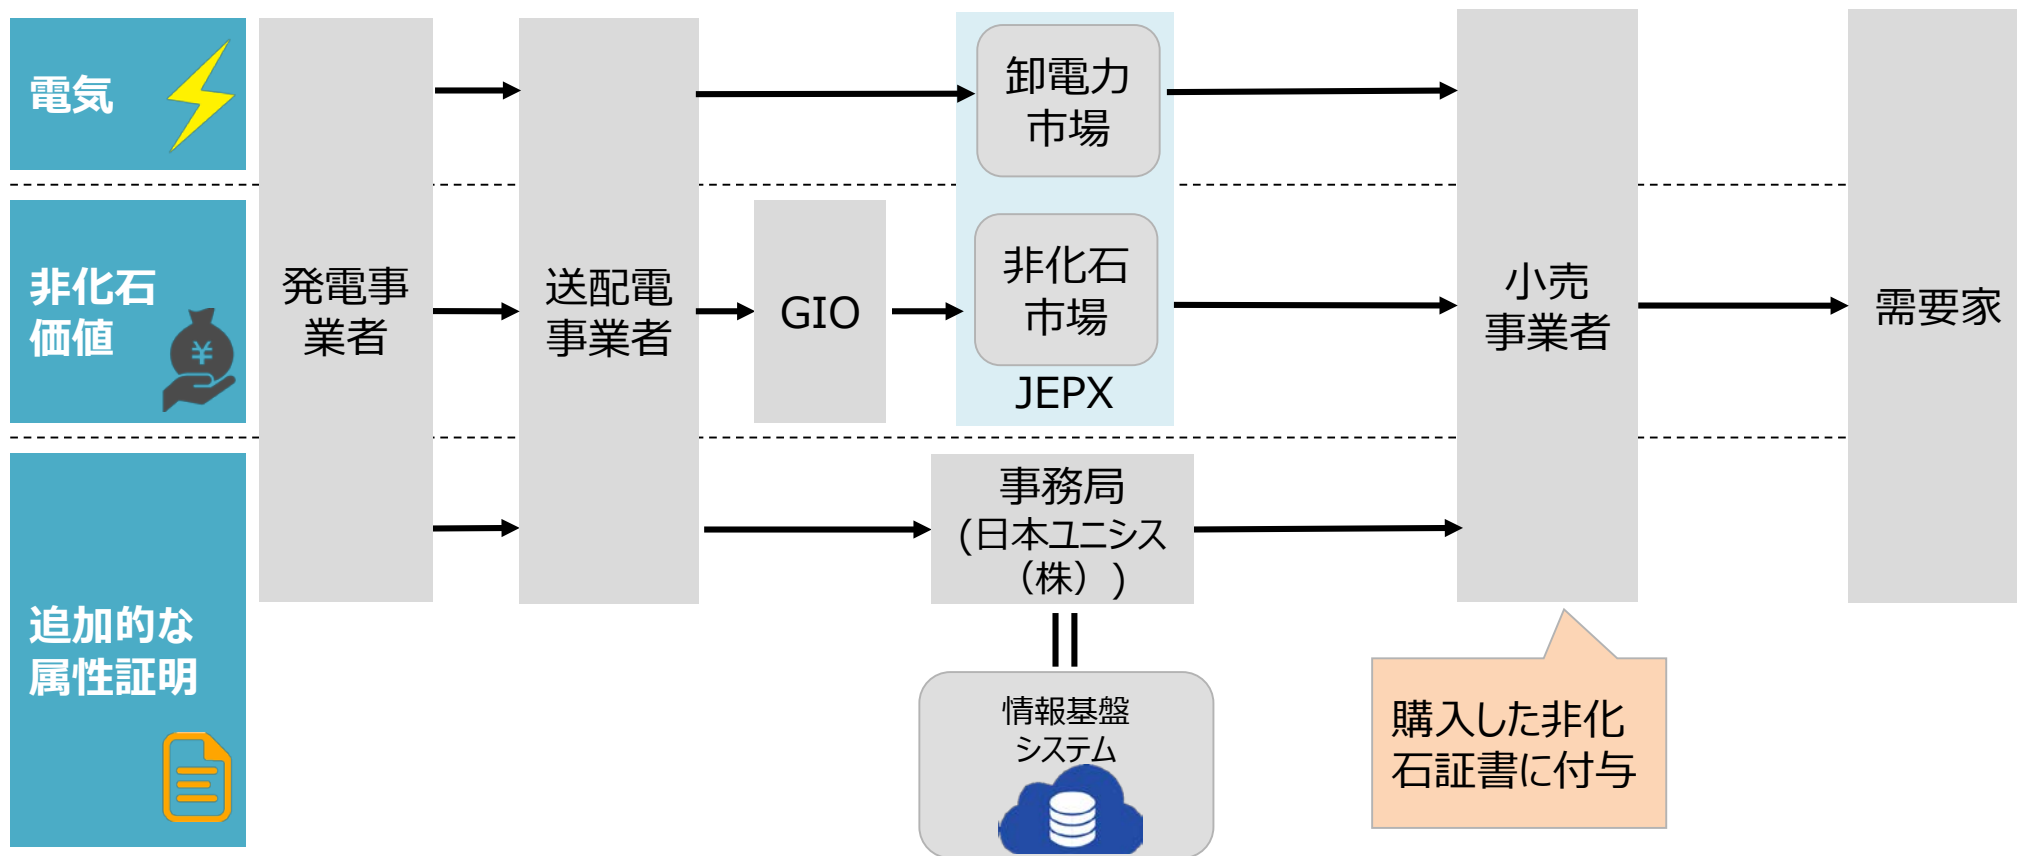 電気
非化石
価値
¥
追加的な
属性証明
発電事
業者
送配電
事業者
GIO
卸電力
市場
非化石
市場
JEPX
事務局
(日本ユニシス
（株）)
情報基盤
システム
小売
事業者
購入した非化
石証書に付与
需要家